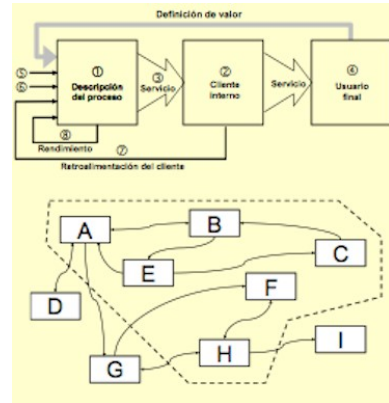 Definición de valor
⑤
⑥
①
Descripción
del proceso
③
Servicio
②
Cliente
interno
Servicio
④
Usuario
final
⑧
Rendimiento
⑦
Retroalimentación del cliente
A
B
C
E
F
D
G
H
I